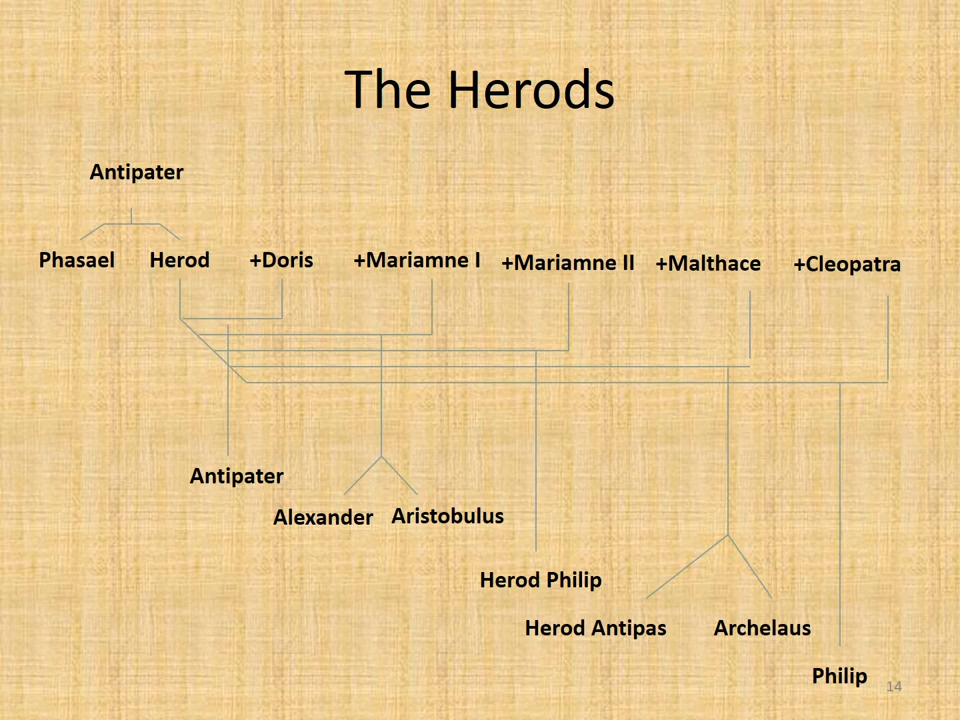 The Herods
Antipater
Phasael Herod +Doris +Mariamne I +Mariamne II +Malthace +Cleopatra
Antipater
Alexander Aristobulus
Herod Philip
Herod Antipas Archelaus
Philip
14